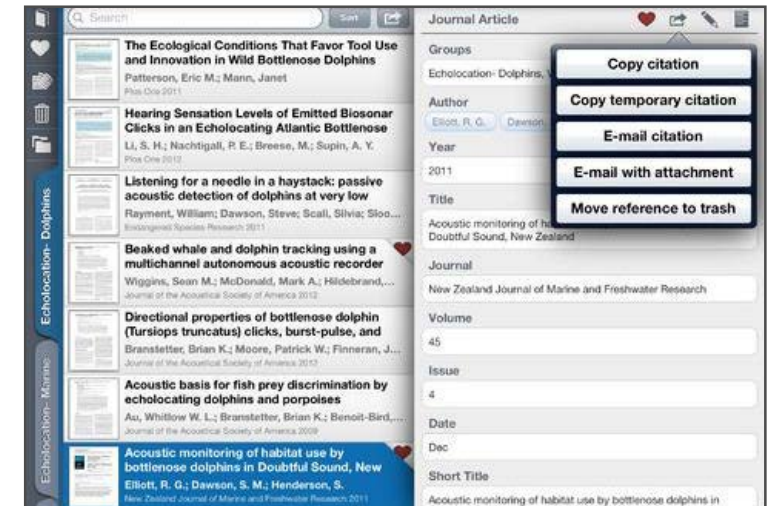 Search
Sort
The Ecological Conditions That Favor Tool Use
and Innovation in Wild Bottlenose Dolphins
Patterson, Eric M.; Mann, Janet
Plos One 2011
Hearing Sensation Levels of Emitted Biosonar
Clicks in an Echolocating Atlantic Bottlenose
Li, S. H.; Nachtigall, P. E.; Breese, M.; Supin, A. Y.
Plos One 2012
Listening for a needle in a haystack: passive
acoustic detection of dolphins at very low
Rayment, William; Dawson, Steve; Scali, Silvia; Sloo...
Endangered Species Research 2011
Beaked whale and dolphin tracking using a
multichannel autonomous acoustic recorder
Wiggins, Sean M.; McDonald, Mark A.; Hildebrand,...
Journal of the Acoustical Society of America 2012
Directional properties of bottlenose dolphin
(Tursiops truncatus) clicks, burst-pulse, and
Branstetter, Brian K.; Moore, Patrick W.; Finneran, J...
Journal of the Acoustical Society of America 2012
Acoustic basis for fish prey discrimination by
echolocating dolphins and porpoises
Au, Whitlow W. L.; Branstetter, Brian K.; Benoit-Bird,...
Journal of the Acoustical Society of America 2009
Acoustic monitoring of habitat use by
bottlenose dolphins in Doubtful Sound, New
Elliott, R. G.; Dawson, S. M.; Henderson, S.
New Zealand Journal of Marine and Freshwater Research 2011
Echolocation- Dolphins
Echolocation- Marine
Journal Article
Groups
Echolocation- Dolphins,
Author
Elliott, R. G. Dawson,
Year
2011
Title
Acoustic monitoring of ha
Doubtful Sound, New Zealand
Journal
New Zealand Journal of Marine and Freshwater Research
Volume
45
Issue
4
Date
Dec
Short Title
Acoustic monitoring of habitat use by bottlenose dolphins in
Copy citation
Copy temporary citation
E-mail citation
E-mail with attachment
Move reference to trash